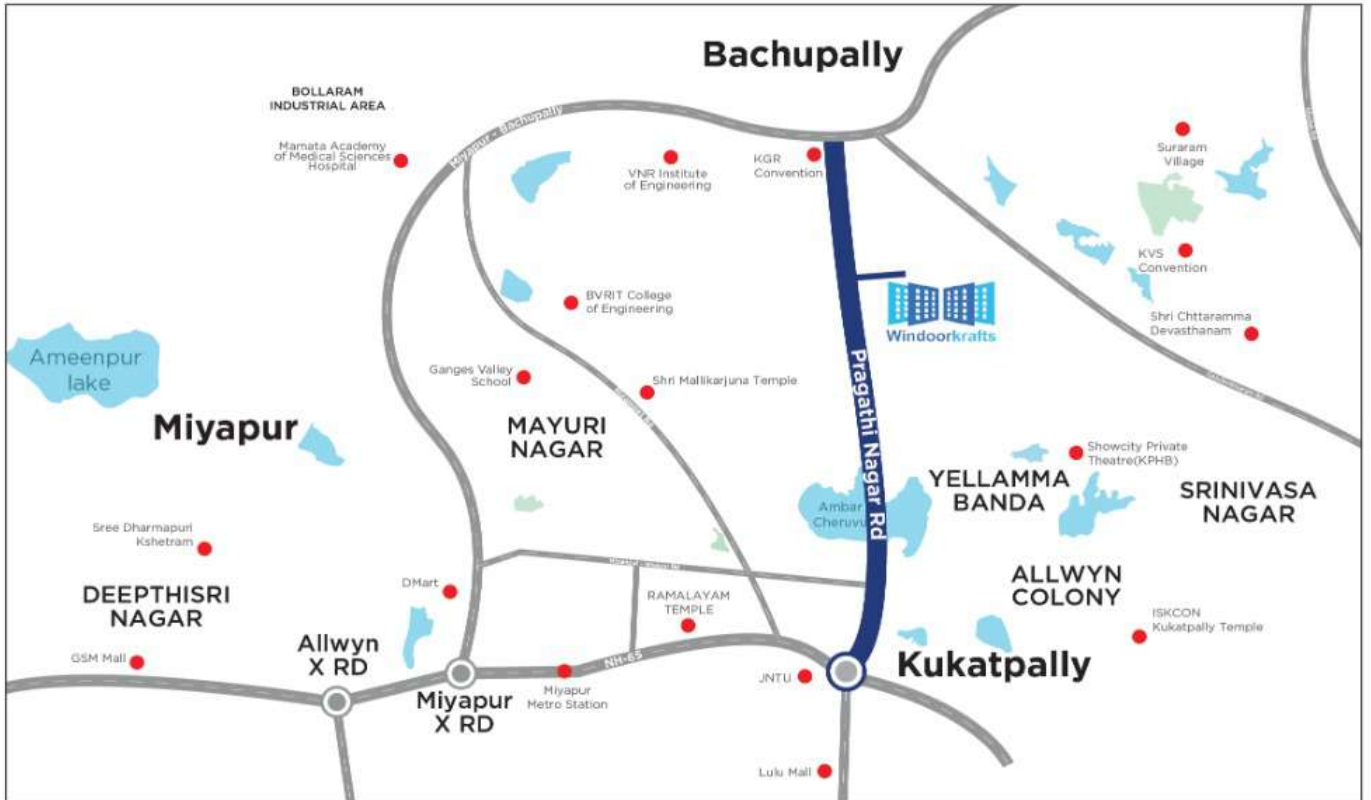 Bachupally
BOLLARAM
INDUSTRIAL AREA
Mamata Academy
of Medical Sciences
Hospital
Miyapur - Bachupally
VNR Institute
of Engineering
KGR
Convention
Suraram
Village
KVS
Convention
Shri Chttaramma
Devasthanam
BVRIT College
of Engineering
Windoorkrafts
Ameenpur
lake
Ganges Valley
School
Shri Mallikarjuna Temple
Pragathi Nagar Rd
Miyapur
MAYURI
NAGAR
Showcity Private
Theatre(KPHB)
YELLAMMA
BANDA
SRINIVASA
NAGAR
Ambar
Cheruvu
Sree Dharmapuri
Kshetram
DEEPTHISRI
NAGAR
DMart
RAMALAYAM
TEMPLE
ALLWYN
COLONY
ISKCON
Kukatpally Temple
GSM Mall
Allwyn
X RD
NH-65
Kukatpally
Miyapur
X RD
Miyapur
Metro Station
JNTU
Lulu Mall